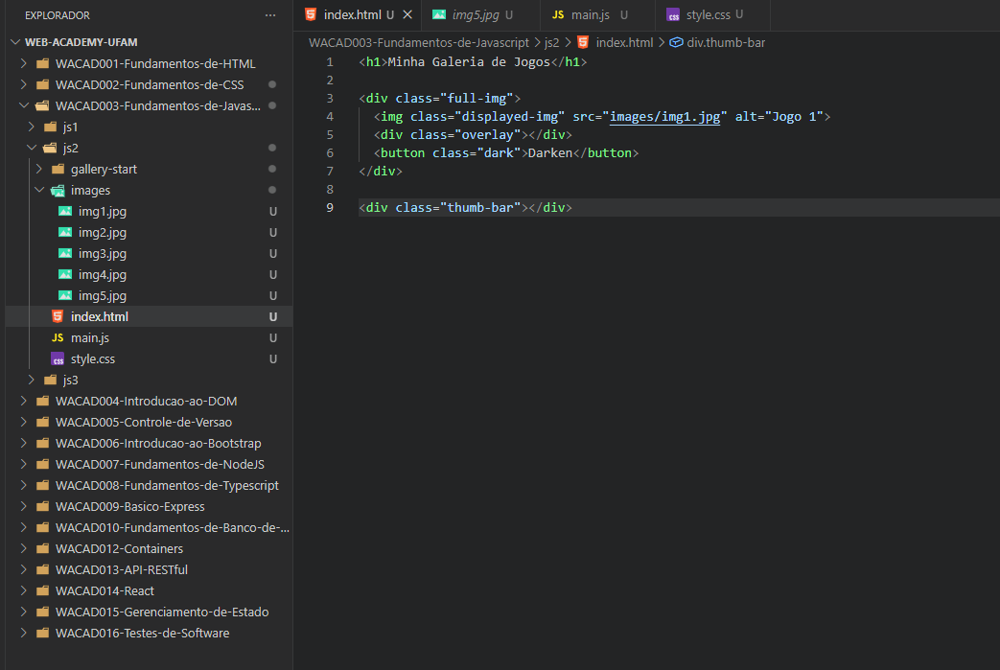 EXPLORADOR ...
WEB-ACADEMY-UFAM
WACAD001-Fundamentos-de-HTML
WACAD002-Fundamentos-de-CSS
WACAD003-Fundamentos-de-Javas...
js1
js2
gallery-start
images
img1.jpg U
img2.jpg U
img3.jpg U
img4.jpg U
img5.jpg U
index.html U
JS main.js U
css style.css U
js3
WACAD004-Introducao-ao-DOM
WACAD005-Controle-de-Versao
WACAD006-Introducao-ao-Bootstrap
WACAD007-Fundamentos-de-NodeJS
WACAD008-Fundamentos-de-Typescript
WACAD009-Basico-Express
WACAD010-Fundamentos-de-Banco-de-...
WACAD012-Containers
WACAD013-API-RESTful
WACAD014-React
WACAD015-Gerenciamento-de-Estado
WACAD016-Testes-de-Software
index.html U img5.jpg U JS main.js U css style.css U
WACAD003-Fundamentos-de-Javascript > js2 > index.html > div.thumb-bar
1 <h1>Minha Galeria de Jogos</h1>
2
3 <div class="full-img">
4 <img class="displayed-img" src="images/img1.jpg" alt="Jogo 1">
5 <div class="overlay"></div>
6 <button class="dark">Darken</button>
7 </div>
8
9 <div class="thumb-bar"></div>